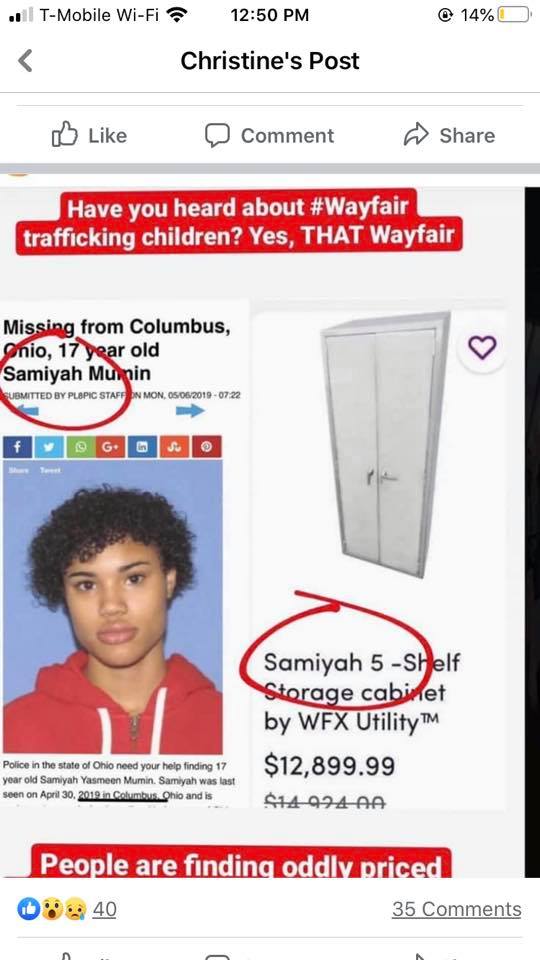 T-Mobile Wi-Fi 12:50 PM 14%
Christine's Post
Like Comment Share
Have you heard about #Wayfair
trafficking children? Yes, THAT Wayfair
Missing from Columbus,
Ohio, 17 year old
Samiyah Mumin
SUBMITTED BY PL8PIC STAFF ON MON, 05/06/2019 - 07:22
Share Tweet
Police in the state of Ohio need your help finding 17
year old Samiyah Yasmeen Mumin. Samiyah was last
seen on April 30, 2019 in Columbus, Ohio and is
Samiyah 5 -Shelf
Storage cabinet
by WFX Utility™
$12,899.99
$14,924.00
People are finding oddly priced
40 35 Comments